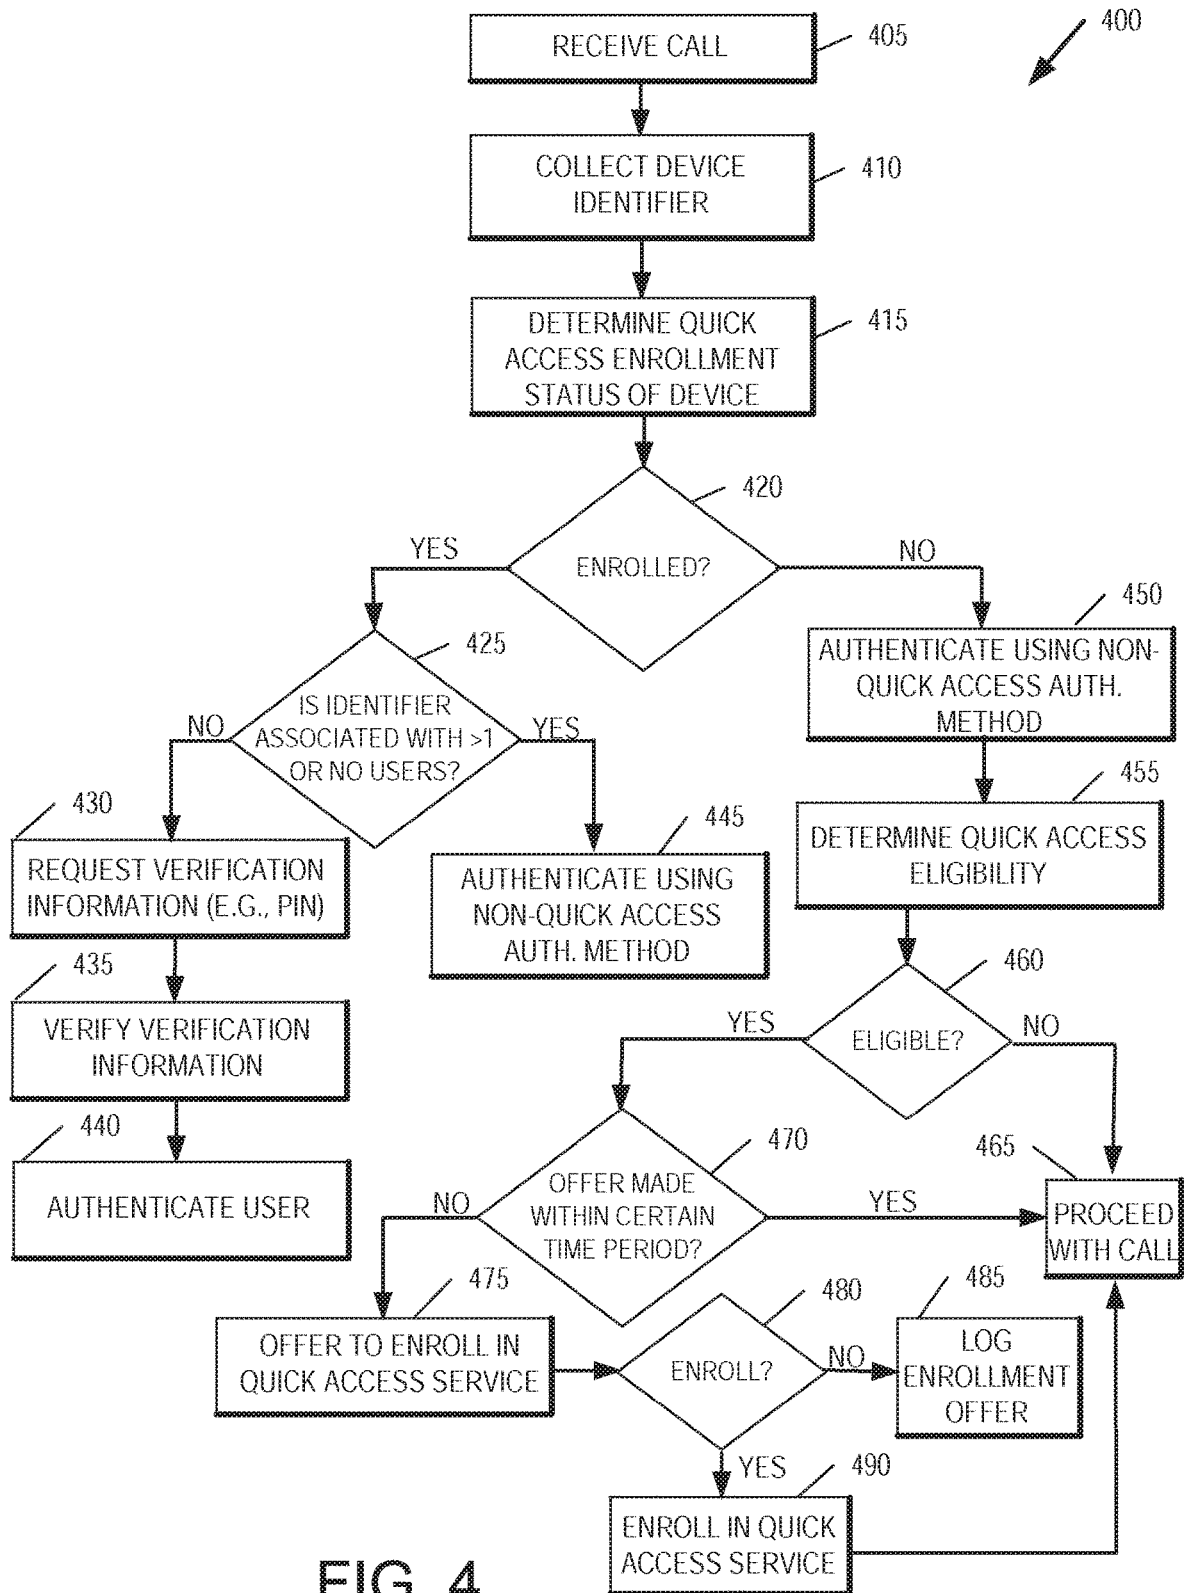 RECEIVE CALL
405
400
COLLECT DEVICE
IDENTIFIER
410
DETERMINE QUICK
ACCESS ENROLLMENT
STATUS OF DEVICE
415
420
ENROLLED?
YES
NO
425
IS IDENTIFIER
ASSOCIATED WITH >1
OR NO USERS?
NO
YES
450
AUTHENTICATE USING NON-
QUICK ACCESS AUTH.
METHOD
430
REQUEST VERIFICATION
INFORMATION (E.G., PIN)
445
AUTHENTICATE USING
NON-QUICK ACCESS
AUTH. METHOD
455
DETERMINE QUICK ACCESS
ELIGIBILITY
435
VERIFY VERIFICATION
INFORMATION
460
ELIGIBLE?
YES
NO
440
AUTHENTICATE USER
470
OFFER MADE
WITHIN CERTAIN
TIME PERIOD?
NO
YES
465
PROCEED
WITH CALL
475
OFFER TO ENROLL IN
QUICK ACCESS SERVICE
480
ENROLL?
NO
YES
485
LOG
ENROLLMENT
OFFER
490
ENROLL IN QUICK
ACCESS SERVICE
FIG. 4